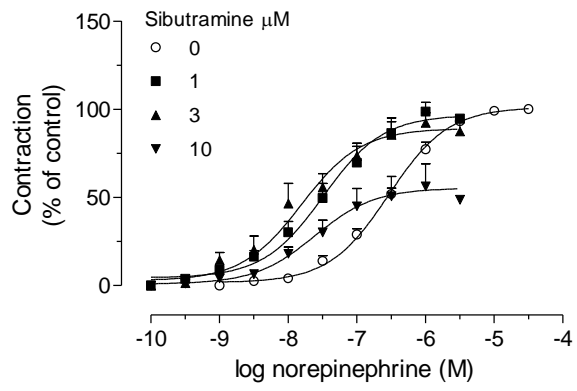 Sibutramine μM
0
1
3
10
150
100
50
0
Contraction
(% of control)
-10 -9 -8 -7 -6 -5 -4
log norepinephrine (M)